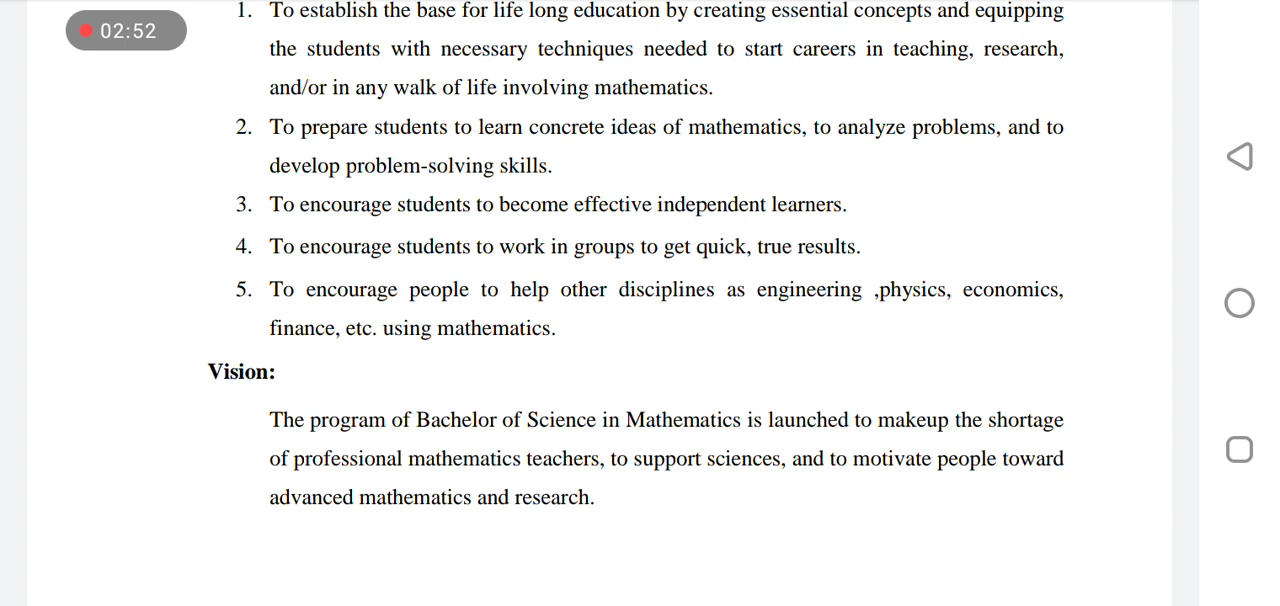 02:52
1. To establish the base for life long education by creating essential concepts and equipping
the students with necessary techniques needed to start careers in teaching, research,
and/or in any walk of life involving mathematics.
2. To prepare students to learn concrete ideas of mathematics, to analyze problems, and to
develop problem-solving skills.
3. To encourage students to become effective independent learners.
4. To encourage students to work in groups to get quick, true results.
5. To encourage people to help other disciplines as engineering ,physics, economics,
finance, etc. using mathematics.
Vision:
The program of Bachelor of Science in Mathematics is launched to makeup the shortage
of professional mathematics teachers, to support sciences, and to motivate people toward
advanced mathematics and research.